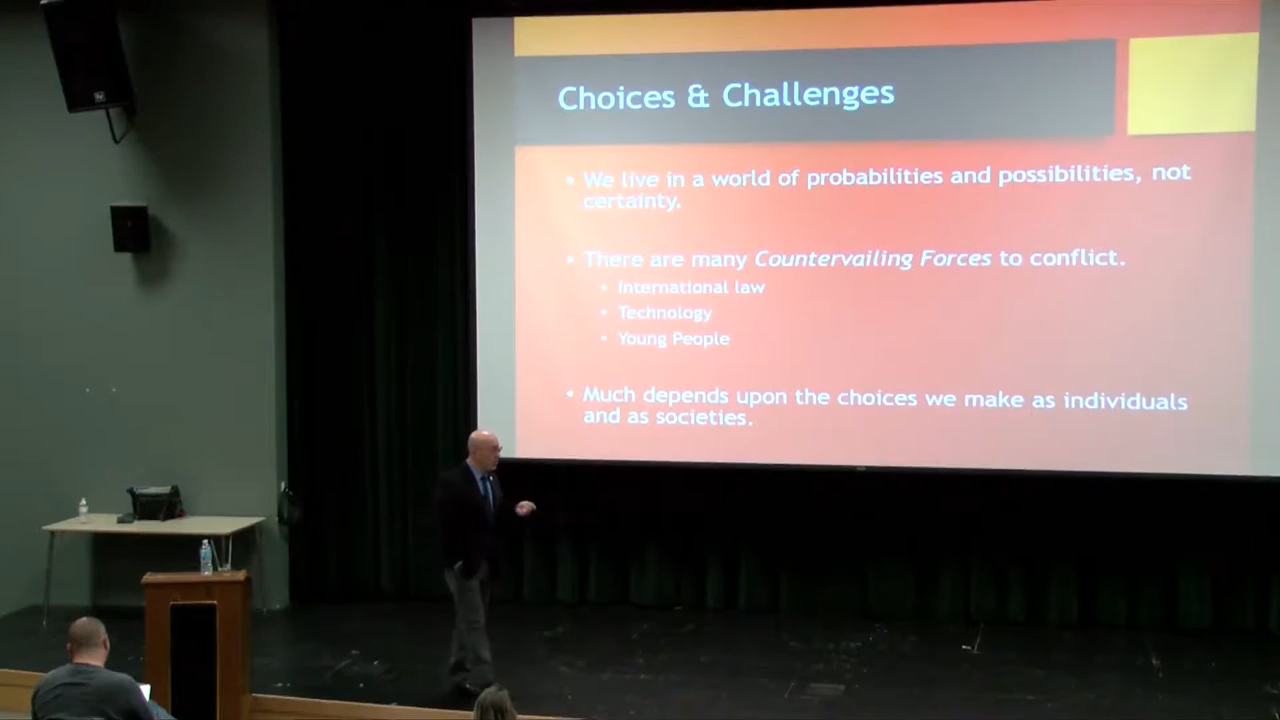 Choices & Challenges
• We live in a world of probabilities and possibilities, not
certainty.
• There are many Countervailing Forces to conflict.
• International law
• Technology
• Young People
• Much depends upon the choices we make as individuals
and as societies.